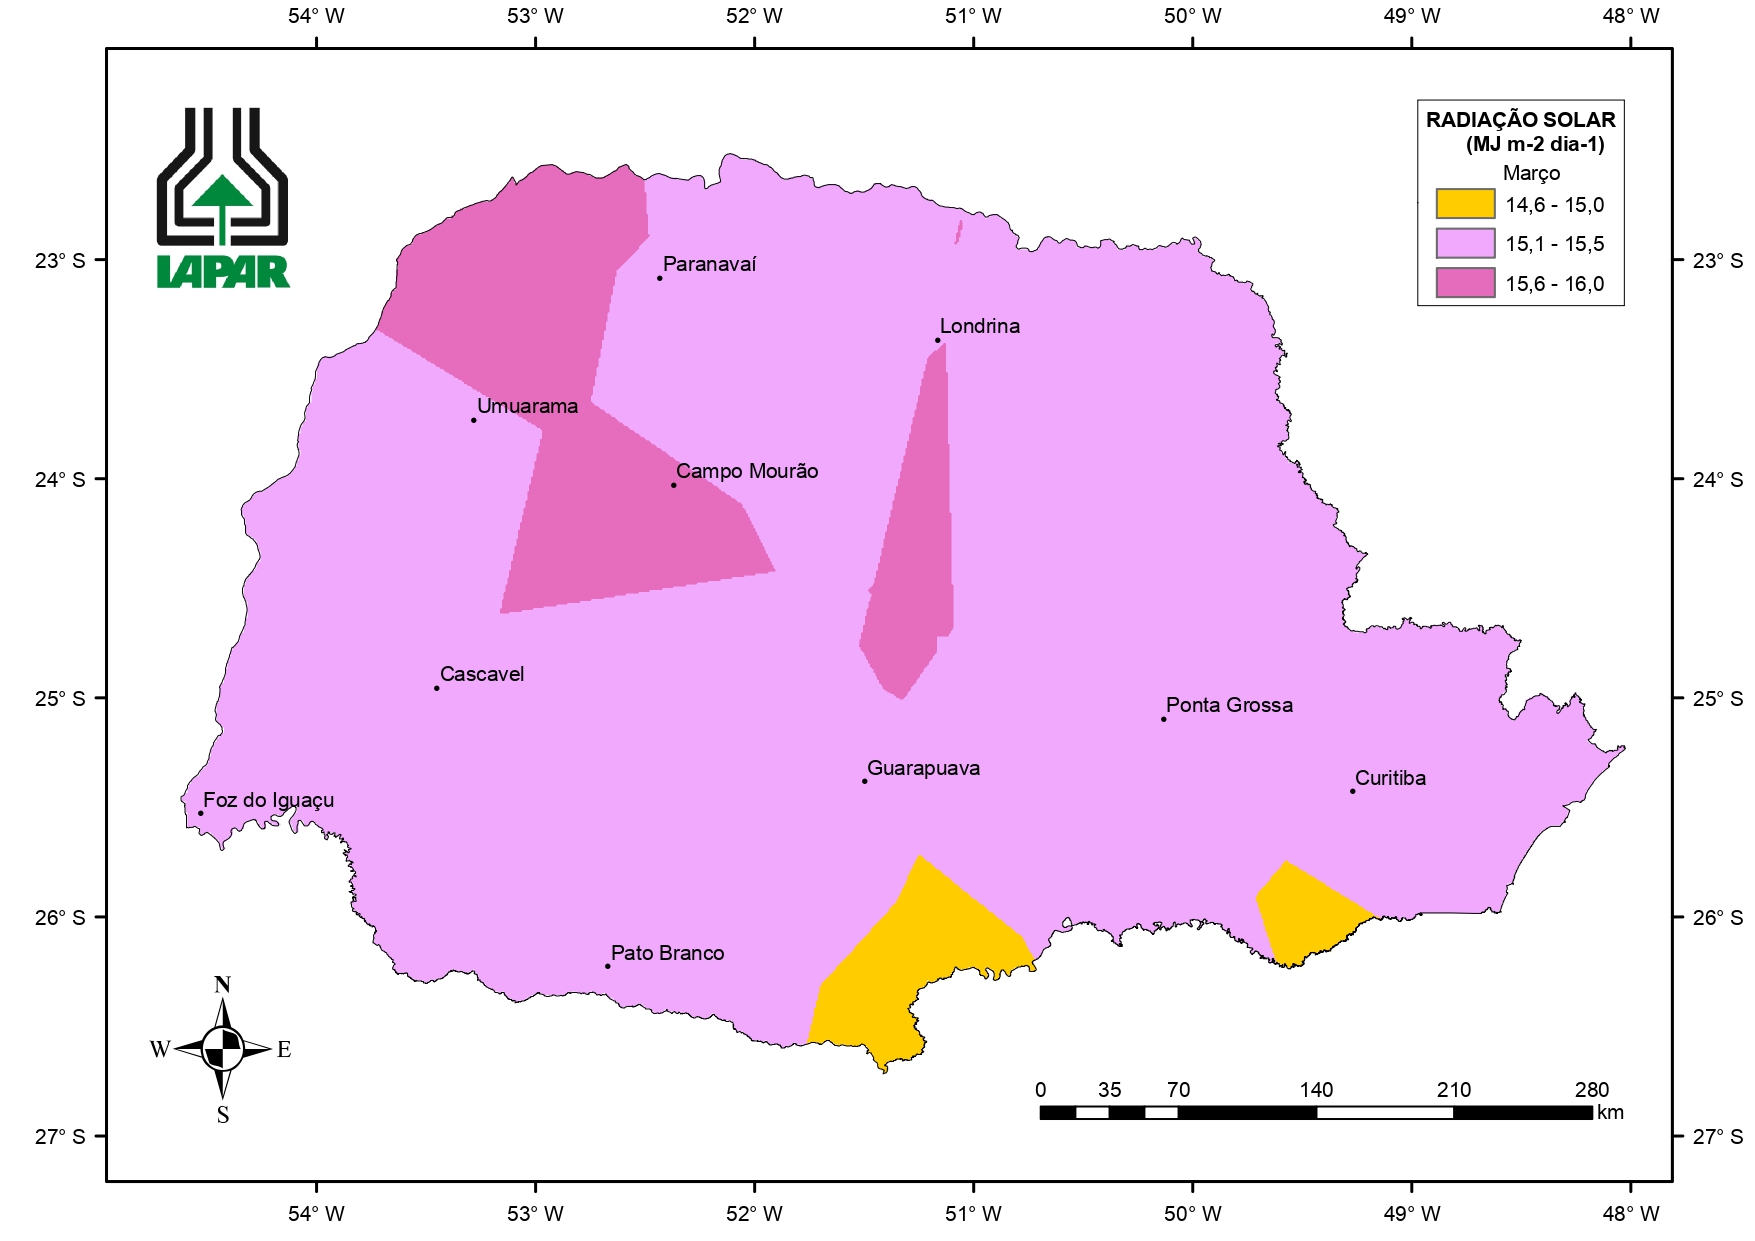 54° W 53° W 52° W 51° W 50° W 49° W 48° W
IAPAR
RADIAÇÃO SOLAR
(MJ m-2 dia-1)
Março
14,6 - 15,0
15,1 - 15,5
15,6 - 16,0
23° S 23° S
Paranavaí
Londrina
Umuarama
Campo Mourão
24° S 24° S
Cascavel
25° S 25° S
Ponta Grossa
Guarapuava
Curitiba
Foz do Iguaçu
26° S 26° S
Pato Branco
N
W E
S
0 35 70 140 210 280
km
27° S 27° S
54° W 53° W 52° W 51° W 50° W 49° W 48° W